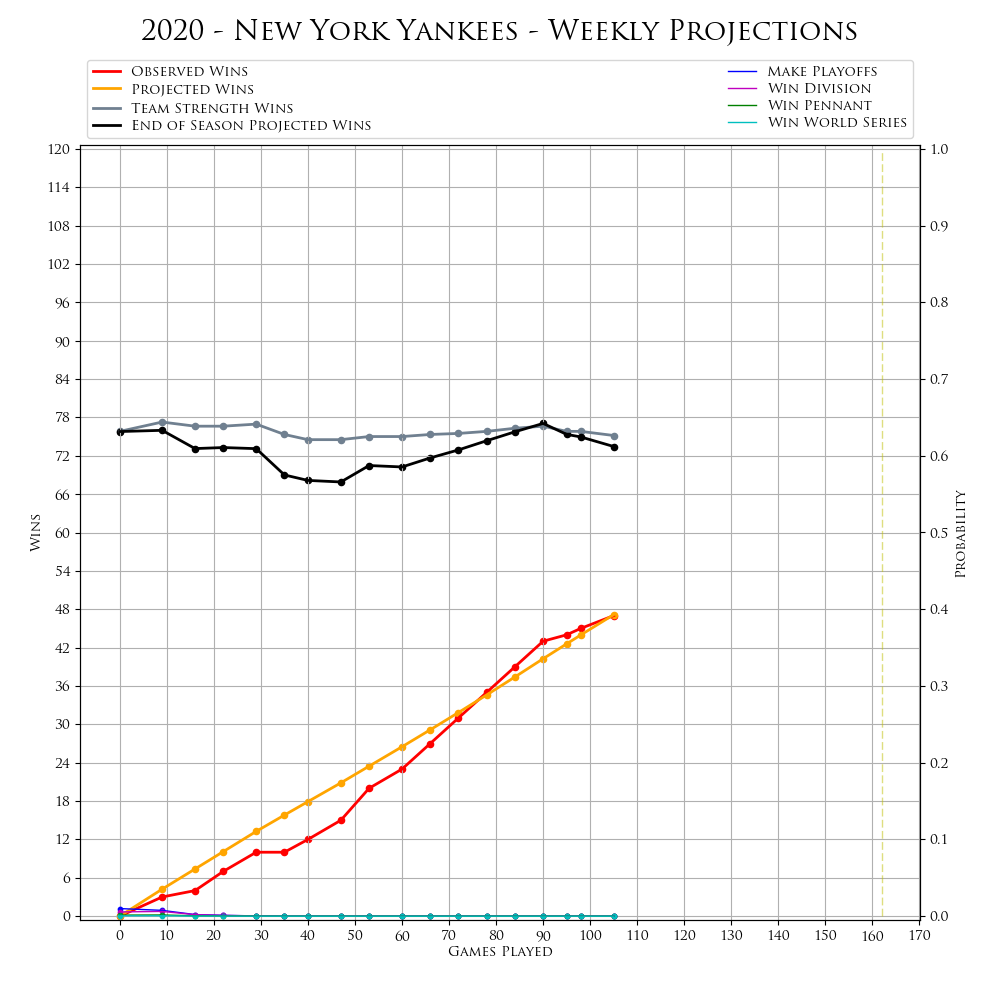 2020 - New York Yankees - Weekly Projections
Observed Wins
Projected Wins
Team Strength Wins
End of Season Projected Wins
Make Playoffs
Win Division
Win Pennant
Win World Series
120
114
108
102
96
90
84
78
72
66
60
54
48
42
36
30
24
18
12
6
0
Wins
1.0
0.9
0.8
0.7
0.6
0.5
0.4
0.3
0.2
0.1
0.0
Probability
0 10 20 30 40 50 60 70 80 90 100 110 120 130 140 150 160 170
Games Played